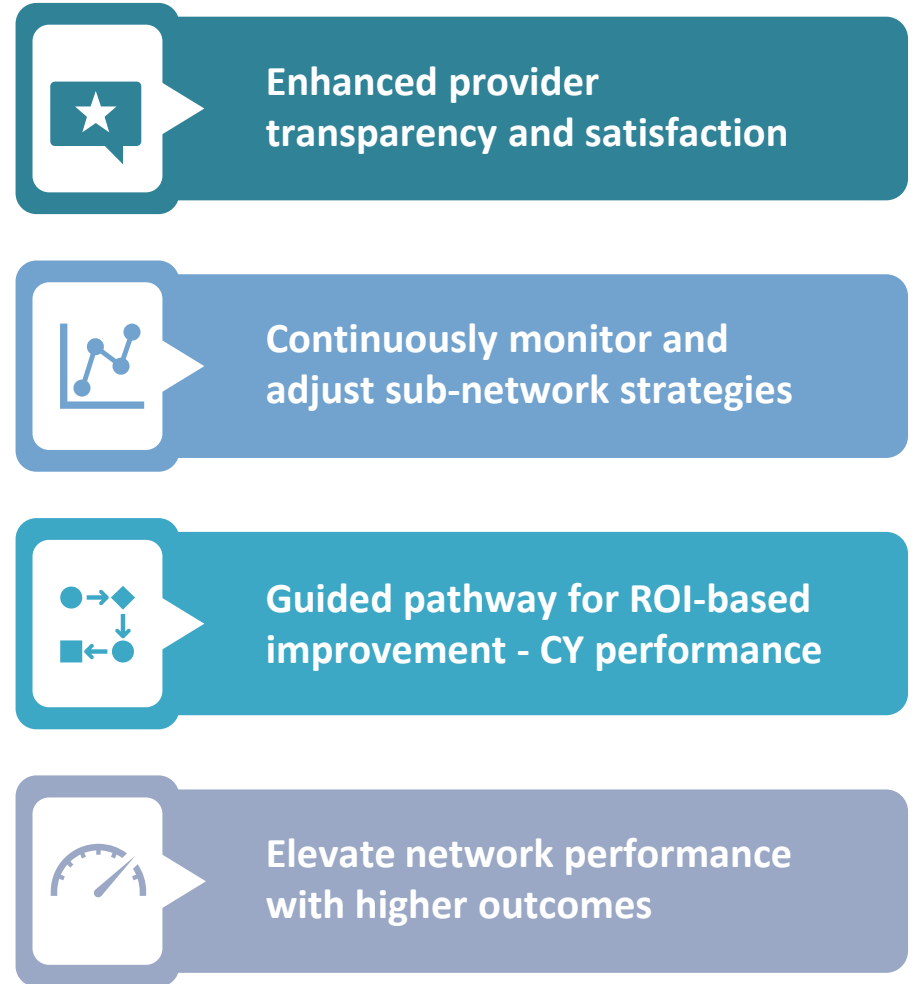 Enhanced provider
transparency and satisfaction
Continuously monitor and
adjust sub-network strategies
Guided pathway for ROI-based
improvement - CY performance
Elevate network performance
with higher outcomes